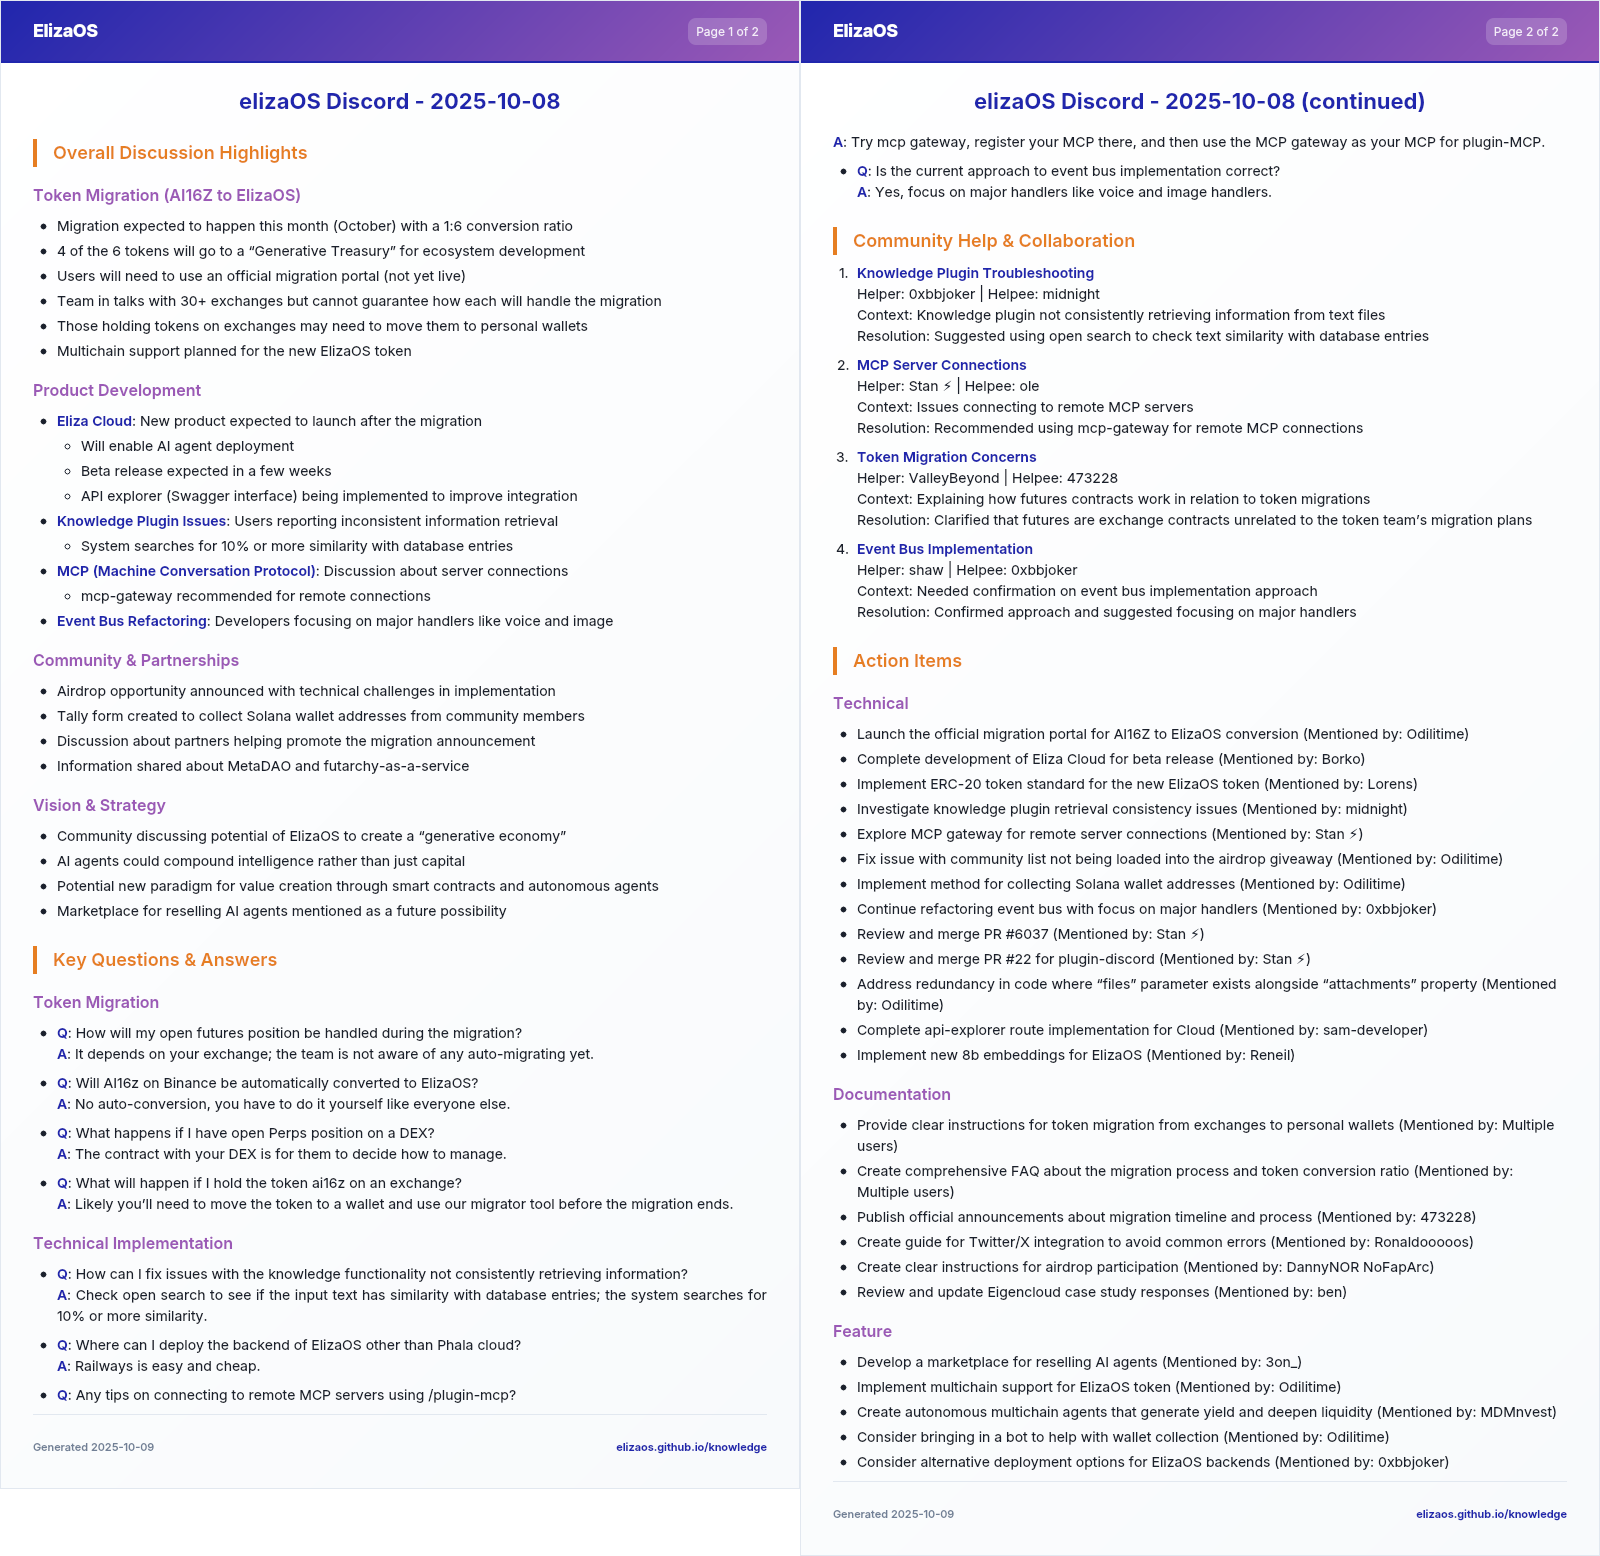 ElizaOS
Page 1 of 2
elizaOS Discord - 2025-10-08
Overall Discussion Highlights
Token Migration (AI16Z to ElizaOS)
• Migration expected to happen this month (October) with a 1:6 conversion ratio
• 4 of the 6 tokens will go to a “Generative Treasury” for ecosystem development
• Users will need to use an official migration portal (not yet live)
• Team in talks with 30+ exchanges but cannot guarantee how each will handle the migration
• Those holding tokens on exchanges may need to move them to personal wallets
• Multichain support planned for the new ElizaOS token
Product Development
• Eliza Cloud: New product expected to launch after the migration
◦ Will enable AI agent deployment
◦ Beta release expected in a few weeks
◦ API explorer (Swagger interface) being implemented to improve integration
• Knowledge Plugin Issues: Users reporting inconsistent information retrieval
◦ System searches for 10% or more similarity with database entries
• MCP (Machine Conversation Protocol): Discussion about server connections
◦ mcp-gateway recommended for remote connections
• Event Bus Refactoring: Developers focusing on major handlers like voice and image
Community & Partnerships
• Airdrop opportunity announced with technical challenges in implementation
• Tally form created to collect Solana wallet addresses from community members
• Discussion about partners helping promote the migration announcement
• Information shared about MetaDAO and futarchy-as-a-service
Vision & Strategy
• Community discussing potential of ElizaOS to create a “generative economy”
• AI agents could compound intelligence rather than just capital
• Potential new paradigm for value creation through smart contracts and autonomous agents
• Marketplace for reselling AI agents mentioned as a future possibility
Key Questions & Answers
Token Migration
• Q: How will my open futures position be handled during the migration?
A: It depends on your exchange; the team is not aware of any auto-migrating yet.
• Q: Will AI16z on Binance be automatically converted to ElizaOS?
A: No auto-conversion, you have to do it yourself like everyone else.
• Q: What happens if I have open Perps position on a DEX?
A: The contract with your DEX is for them to decide how to manage.
• Q: What will happen if I hold the token ai16z on an exchange?
A: Likely you’ll need to move the token to a wallet and use our migrator tool before the migration ends.
Technical Implementation
• Q: How can I fix issues with the knowledge functionality not consistently retrieving information?
A: Check open search to see if the input text has similarity with database entries; the system searches for
10% or more similarity.
• Q: Where can I deploy the backend of ElizaOS other than Phala cloud?
A: Railways is easy and cheap.
• Q: Any tips on connecting to remote MCP servers using /plugin-mcp?
Generated 2025-10-09
elizaos.github.io/knowledge
ElizaOS
Page 2 of 2
elizaOS Discord - 2025-10-08 (continued)
A: Try mcp gateway, register your MCP there, and then use the MCP gateway as your MCP for plugin-MCP.
• Q: Is the current approach to event bus implementation correct?
A: Yes, focus on major handlers like voice and image handlers.
Community Help & Collaboration
1. Knowledge Plugin Troubleshooting
Helper: 0xbbjoker | Helpee: midnight
Context: Knowledge plugin not consistently retrieving information from text files
Resolution: Suggested using open search to check text similarity with database entries
2. MCP Server Connections
Helper: Stan ⚡ | Helpee: ole
Context: Issues connecting to remote MCP servers
Resolution: Recommended using mcp-gateway for remote MCP connections
3. Token Migration Concerns
Helper: ValleyBeyond | Helpee: 473228
Context: Explaining how futures contracts work in relation to token migrations
Resolution: Clarified that futures are exchange contracts unrelated to the token team’s migration plans
4. Event Bus Implementation
Helper: shaw | Helpee: 0xbbjoker
Context: Needed confirmation on event bus implementation approach
Resolution: Confirmed approach and suggested focusing on major handlers
Action Items
Technical
• Launch the official migration portal for AI16Z to ElizaOS conversion (Mentioned by: Odilitime)
• Complete development of Eliza Cloud for beta release (Mentioned by: Borko)
• Implement ERC-20 token standard for the new ElizaOS token (Mentioned by: Lorens)
• Investigate knowledge plugin retrieval consistency issues (Mentioned by: midnight)
• Explore MCP gateway for remote server connections (Mentioned by: Stan ⚡)
• Fix issue with community list not being loaded into the airdrop giveaway (Mentioned by: Odilitime)
• Implement method for collecting Solana wallet addresses (Mentioned by: Odilitime)
• Continue refactoring event bus with focus on major handlers (Mentioned by: 0xbbjoker)
• Review and merge PR #6037 (Mentioned by: Stan ⚡)
• Review and merge PR #22 for plugin-discord (Mentioned by: Stan ⚡)
• Address redundancy in code where “files” parameter exists alongside “attachments” property (Mentioned
by: Odilitime)
• Complete api-explorer route implementation for Cloud (Mentioned by: sam-developer)
• Implement new 8b embeddings for ElizaOS (Mentioned by: Reneil)
Documentation
• Provide clear instructions for token migration from exchanges to personal wallets (Mentioned by: Multiple
users)
• Create comprehensive FAQ about the migration process and token conversion ratio (Mentioned by:
Multiple users)
• Publish official announcements about migration timeline and process (Mentioned by: 473228)
• Create guide for Twitter/X integration to avoid common errors (Mentioned by: Ronaldooooos)
• Create clear instructions for airdrop participation (Mentioned by: DannyNOR NoFapArc)
• Review and update Eigencloud case study responses (Mentioned by: ben)
Feature
• Develop a marketplace for reselling AI agents (Mentioned by: 3on_)
• Implement multichain support for ElizaOS token (Mentioned by: Odilitime)
• Create autonomous multichain agents that generate yield and deepen liquidity (Mentioned by: MDMnvest)
• Consider bringing in a bot to help with wallet collection (Mentioned by: Odilitime)
• Consider alternative deployment options for ElizaOS backends (Mentioned by: 0xbbjoker)
Generated 2025-10-09
elizaos.github.io/knowledge